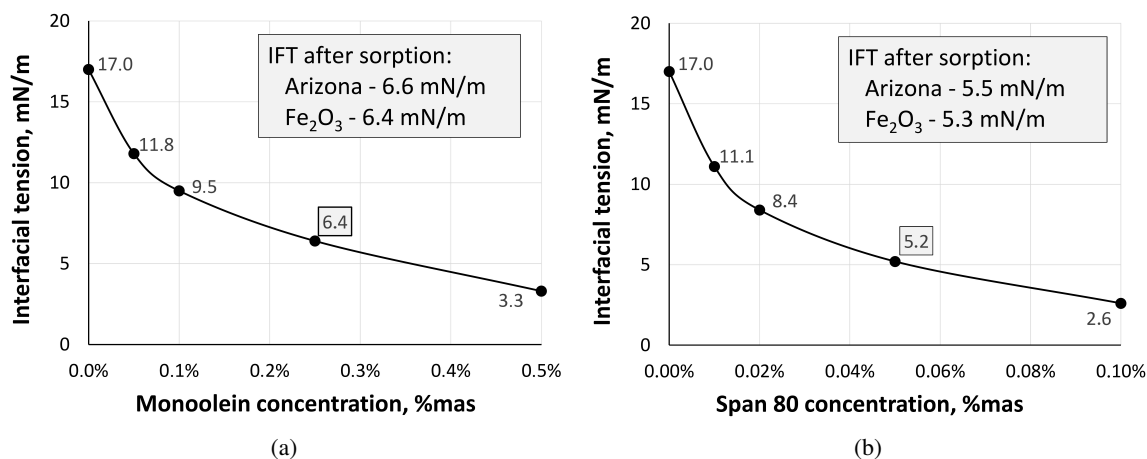 20
15
10
5
0
Interfacial tension, mN/m
17.0
11.8
9.5
6.4
3.3
IFT after sorption:
Arizona - 6.6 mN/m
Fe₂O₃ - 6.4 mN/m
0.0% 0.1% 0.2% 0.3% 0.4% 0.5%
Monoolein concentration, %mas
(a)
20
15
10
5
0
Interfacial tension, mN/m
17.0
11.1
8.4
5.2
2.6
IFT after sorption:
Arizona - 5.5 mN/m
Fe₂O₃ - 5.3 mN/m
0.00% 0.02% 0.04% 0.06% 0.08% 0.10%
Span 80 concentration, %mas
(b)